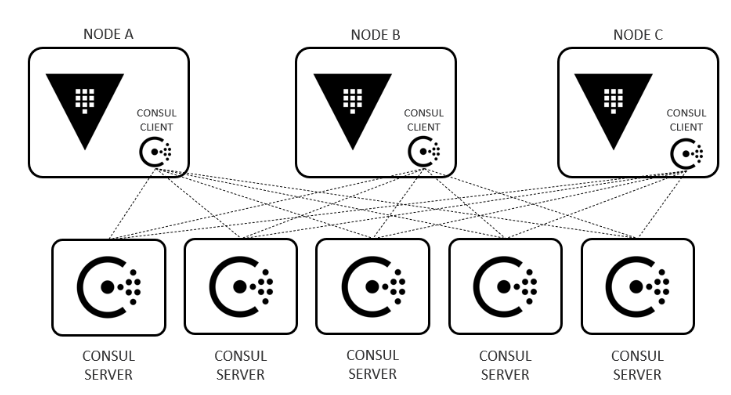 NODE A
NODE B
NODE C
CONSUL
CLIENT
CONSUL
CLIENT
CONSUL
CLIENT
CONSUL
SERVER
CONSUL
SERVER
CONSUL
SERVER
CONSUL
SERVER
CONSUL
SERVER